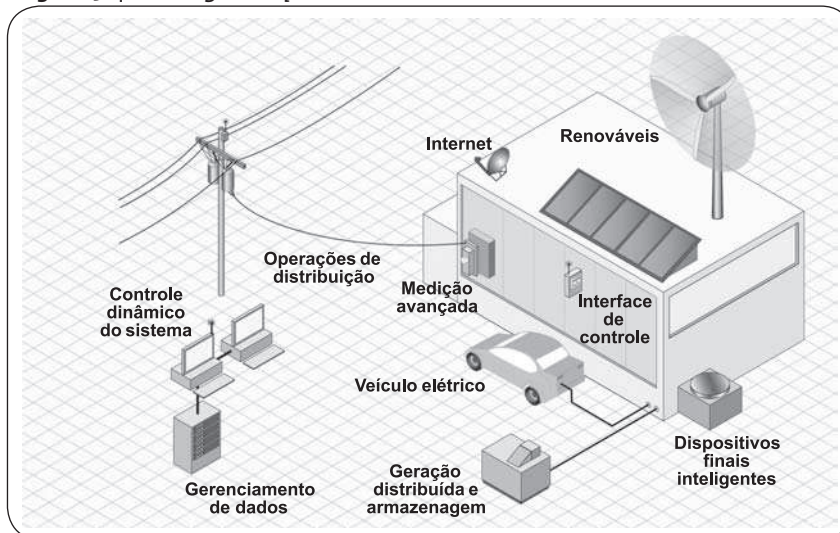 Internet
Renováveis
Operações de
distribuição
Medição
avançada
Interface
de
controle
Controle
dinâmico
do sistema
Veículo elétrico
Gerenciamento
de dados
Geração
distribuída e
armazenagem
Dispositivos
finais
inteligentes